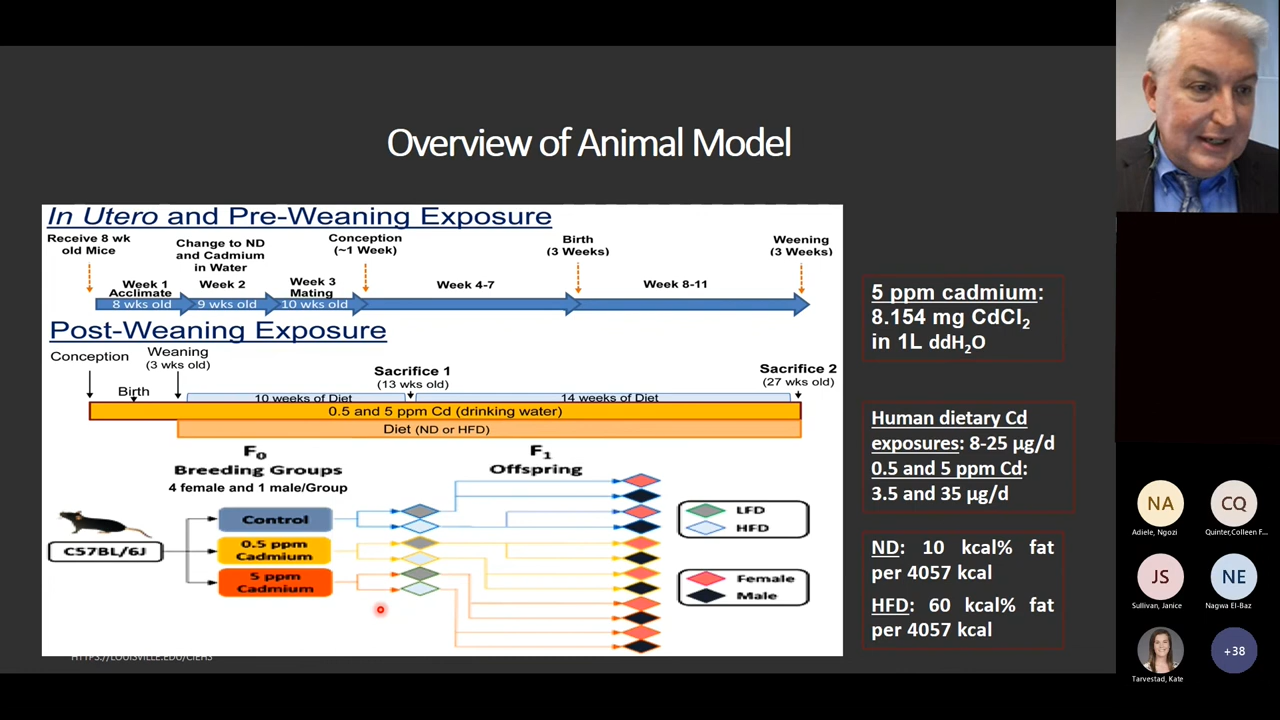 Overview of Animal Model
In Utero and Pre-Weaning Exposure
Receive 8 wk
old Mice
Change to ND
and Cadmium
in Water
Conception
(~1 Week)
Birth
(3 Weeks)
Weening
(3 Weeks)
Week 1
Acclimate
Week 2
Week 3
Mating
Week 4-7
Week 8-11
8 wks old
9 wks old
10 wks old
Post-Weaning Exposure
Conception
Birth
Weaning
(3 wks old)
Sacrifice 1
(13 wks old)
Sacrifice 2
(27 wks old)
10 weeks of Diet
14 weeks of Diet
0.5 and 5 ppm Cd (drinking water)
Diet (ND or HFD)
F0
Breeding Groups
4 female and 1 male/Group
F1
Offspring
C57BL/6J
Control
0.5 ppm
Cadmium
5 ppm
Cadmium
LFD
HFD
Female
Male
HTTPS://LOUISVILLE.EDU/CIEHS
5 ppm cadmium:
8.154 mg CdCl2
in 1L ddH2O
Human dietary Cd
exposures: 8-25 µg/d
0.5 and 5 ppm Cd:
3.5 and 35 µg/d
ND: 10 kcal% fat
per 4057 kcal
HFD: 60 kcal% fat
per 4057 kcal
NA
Adiele, Ngozi
CQ
Quinter,Colleen F...
JS
Sullivan, Janice
NE
Nagwa El-Baz
Tarvestad, Kate
+38